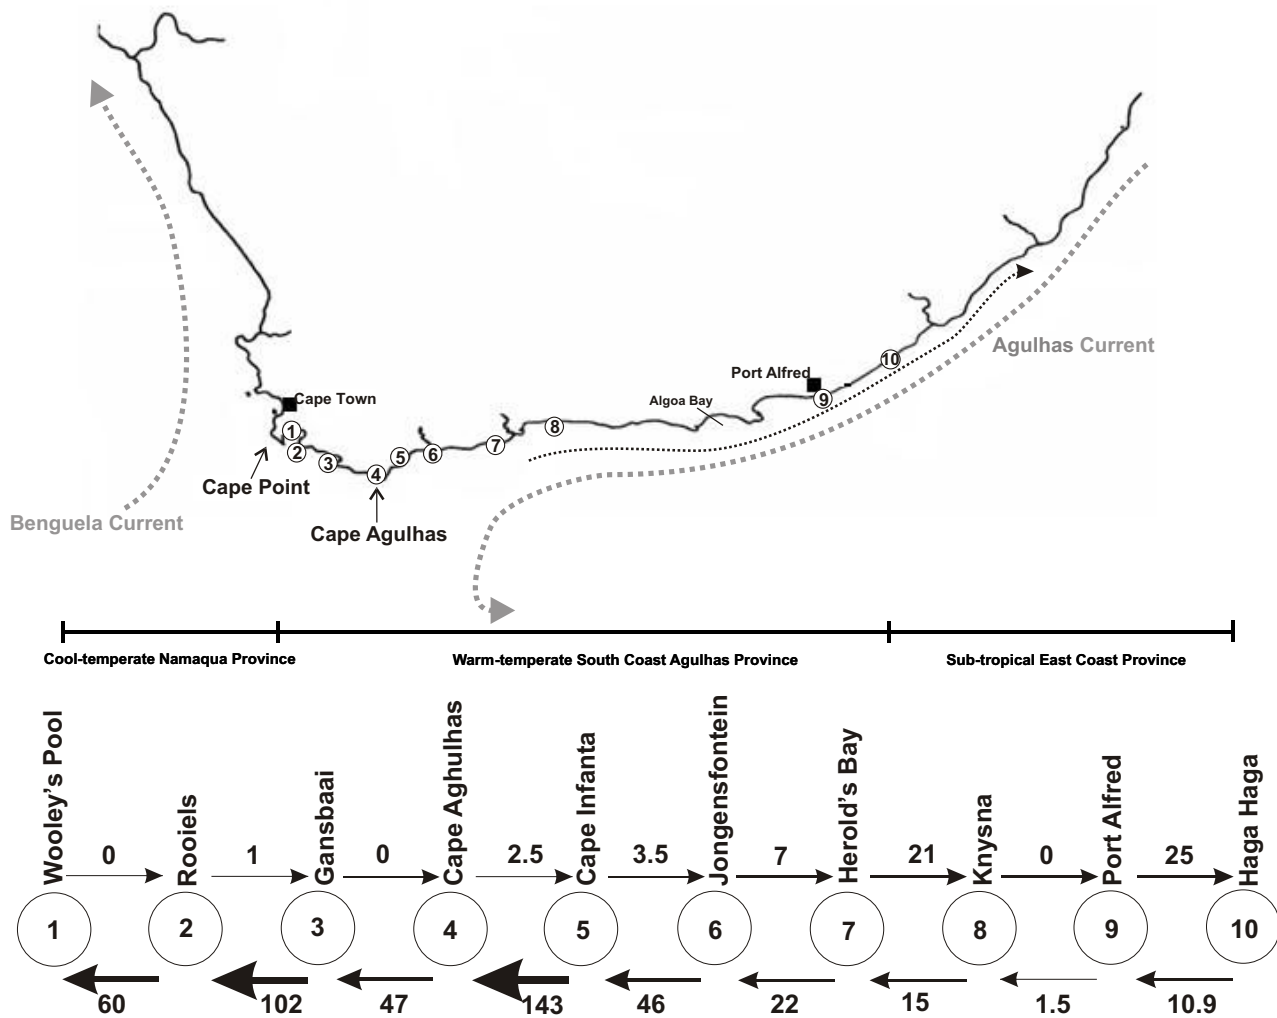 Cape Town
Port Alfred
Algoa Bay
Agulhas Current
Cape Point
Cape Agulhas
Benguela Current
1
2
3
4
5
6
7
8
9
10
Cool-temperate Namaqua Province
Warm-temperate South Coast Agulhas Province
Sub-tropical East Coast Province
Wooley's Pool
Rooiels
Gansbaai
Cape Aghulhas
Cape Infanta
Jongensfontein
Herold's Bay
Knysna
Port Alfred
Haga Haga
0 1 0 2.5 3.5 7 21 0 25
1 2 3 4 5 6 7 8 9 10
60 102 47 143 46 22 15 1.5 10.9